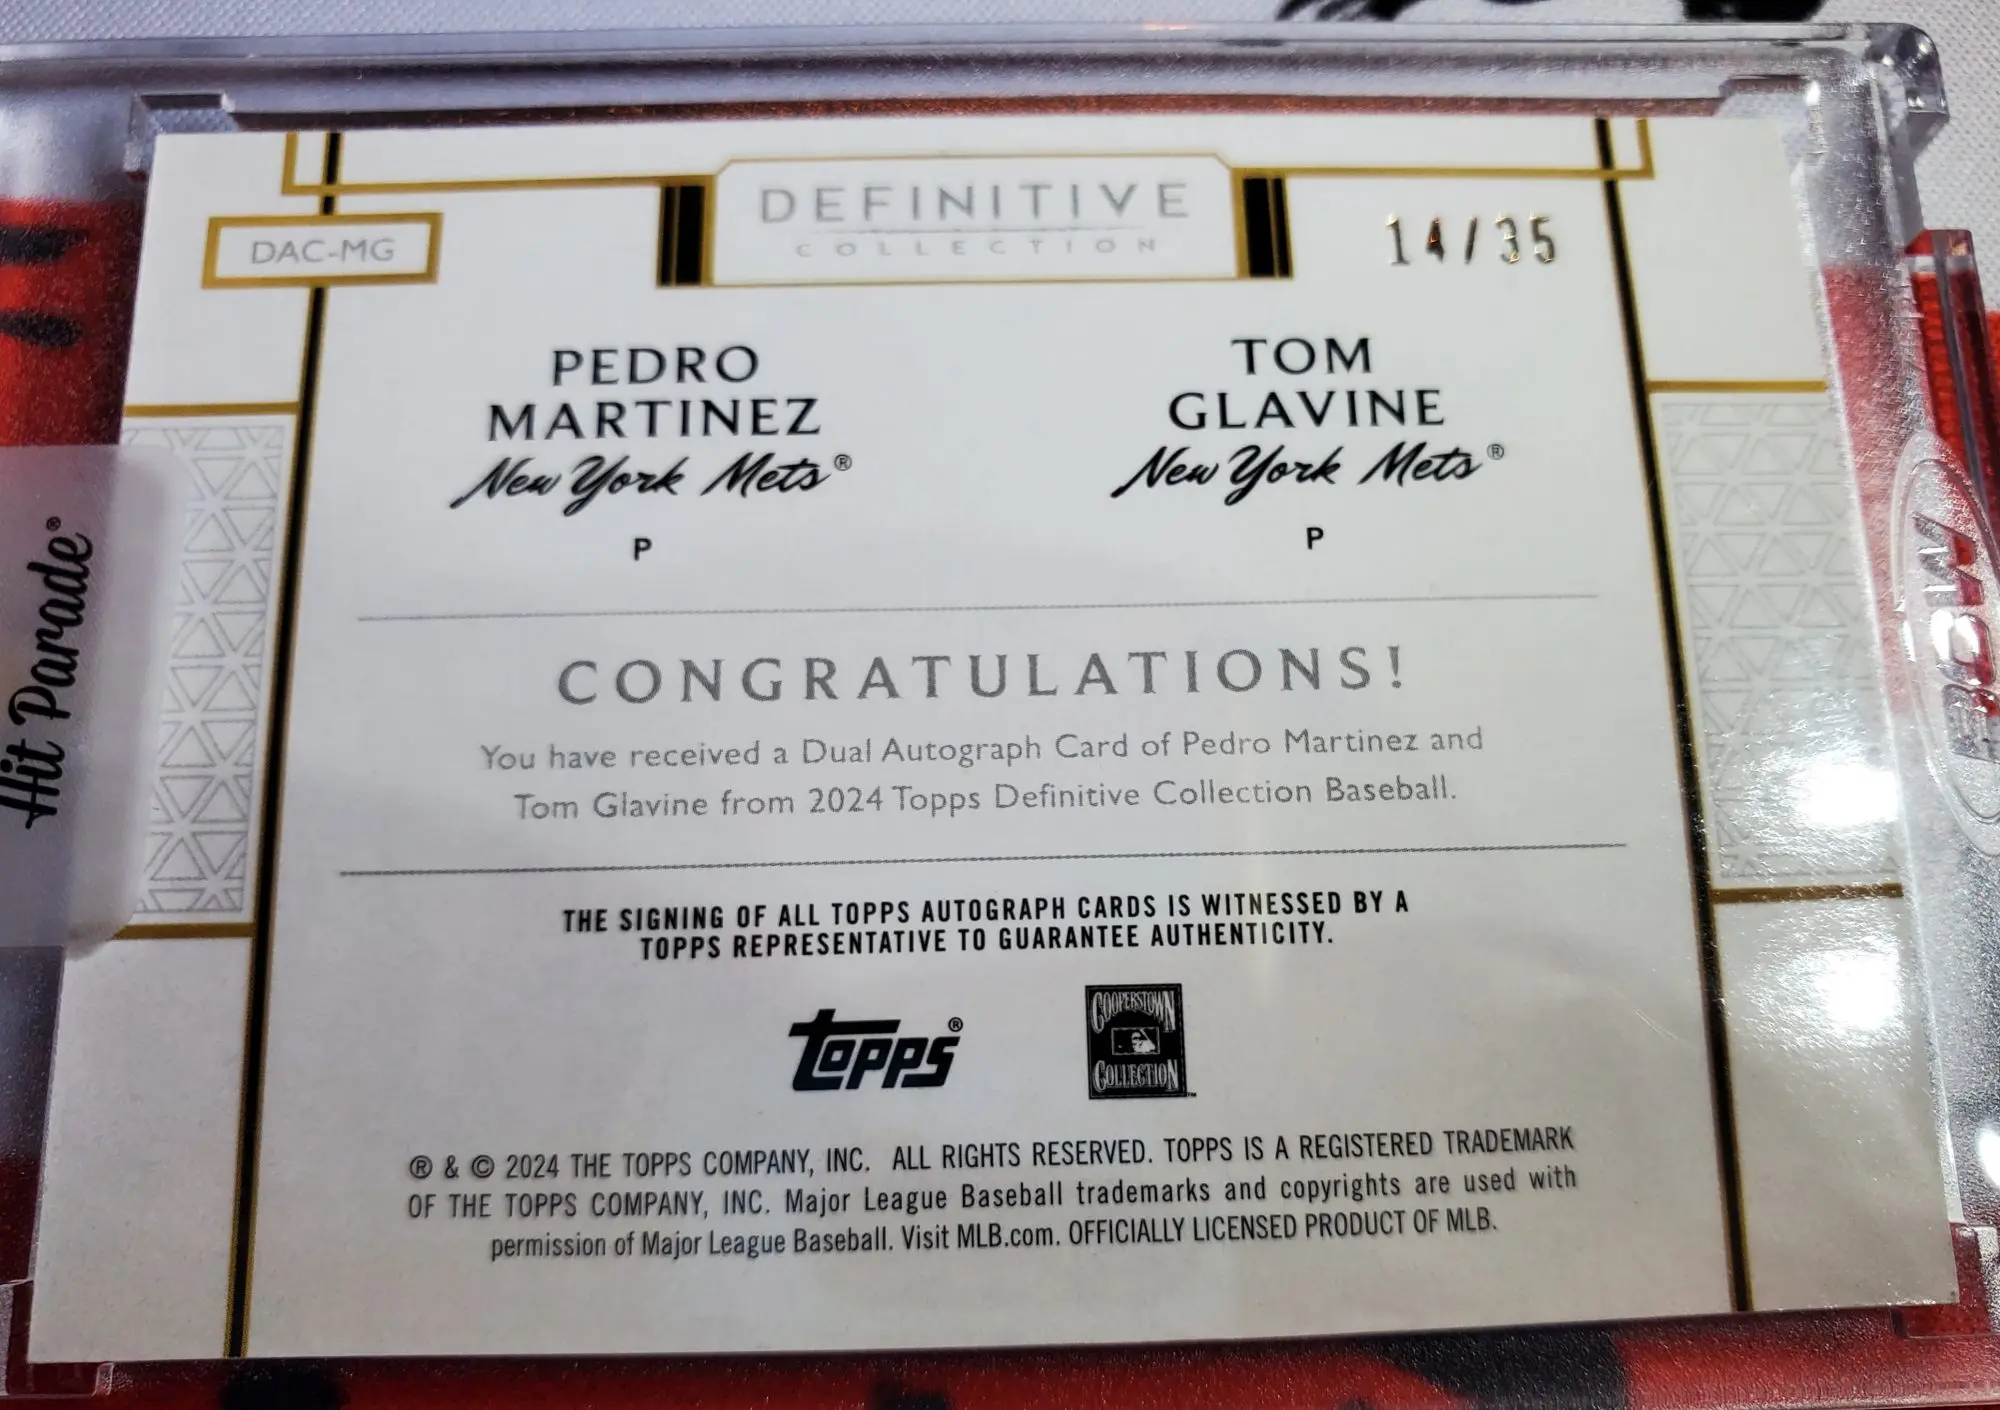 DEFINITIVE
COLLECTION
DAC-MG
14/35
PEDRO
MARTINEZ
New York Mets®
P
TOM
GLAVINE
New York Mets®
P
CONGRATULATIONS!
You have received a Dual Autograph Card of Pedro Martinez and
Tom Glavine from 2024 Topps Definitive Collection Baseball.
THE SIGNING OF ALL TOPPS AUTOGRAPH CARDS IS WITNESSED BY A
TOPPS REPRESENTATIVE TO GUARANTEE AUTHENTICITY.
Topps®
COOPERSTOWN
COLLECTION™
® & © 2024 THE TOPPS COMPANY, INC. ALL RIGHTS RESERVED. TOPPS IS A REGISTERED TRADEMARK
OF THE TOPPS COMPANY, INC. Major League Baseball trademarks and copyrights are used with
permission of Major League Baseball. Visit MLB.com. OFFICIALLY LICENSED PRODUCT OF MLB.
Hit Parade®